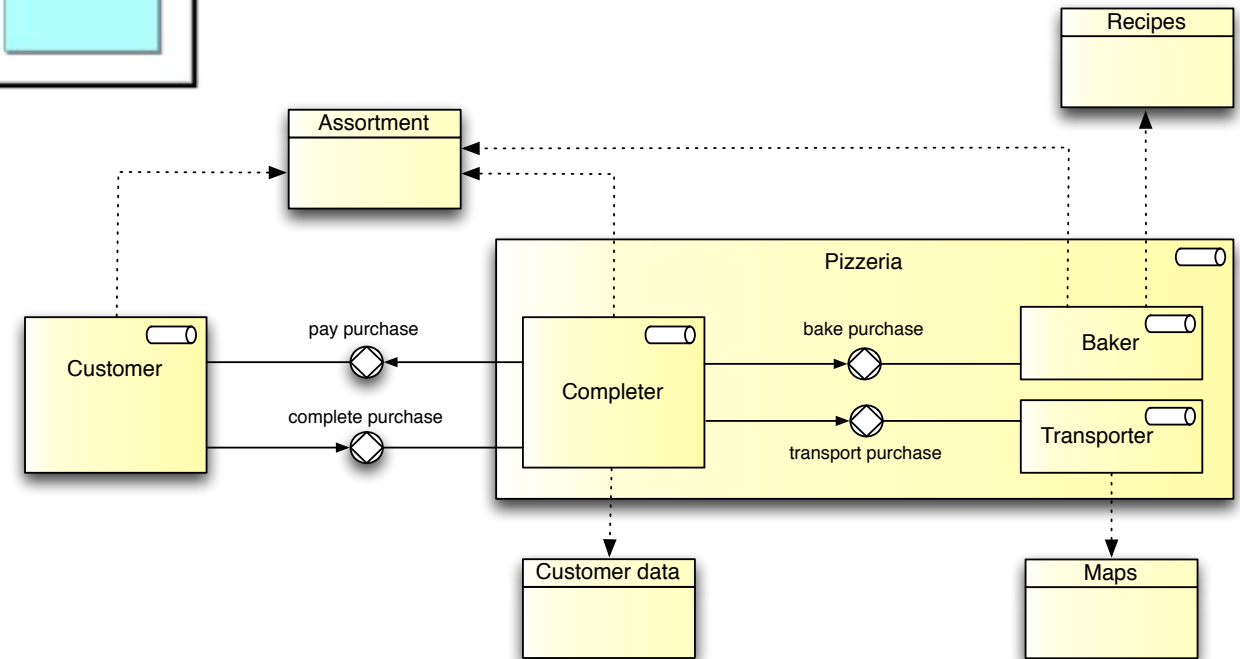 Recipes
Assortment
Pizzeria
pay purchase
bake purchase
Customer
Completer
Baker
complete purchase
transport purchase
Transporter
Customer data
Maps